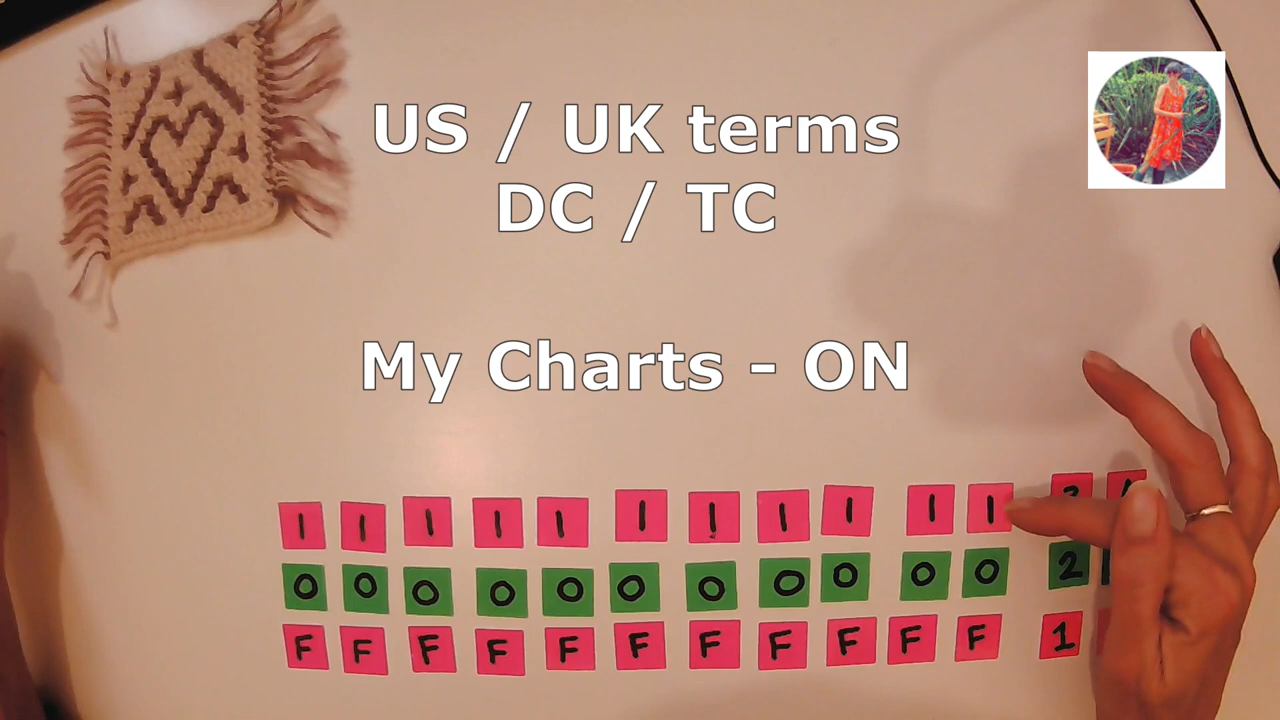 US / UK terms
DC / TC
My Charts - ON
I I I I I I I I I I I
O O O O O O O O O O O 2
F F F F F F F F F F F 1